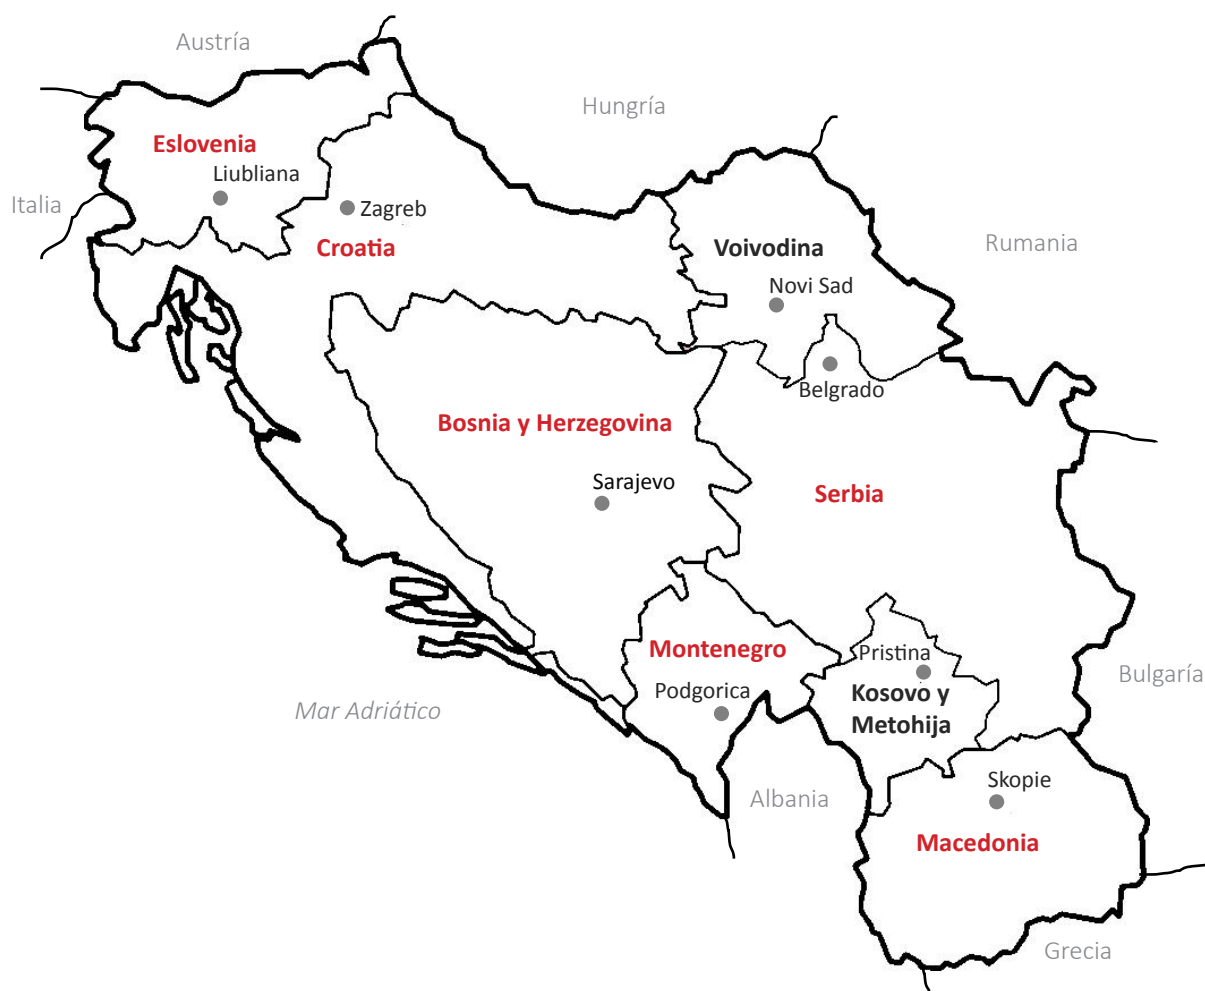 Austría
Hungría
Eslovenia
Liubliana
Italia
Zagreb
Croatia
Voivodina
Rumania
Novi Sad
Belgrado
Bosnia y Herzegovina
Sarajevo
Serbia
Montenegro
Pristina
Podgorica
Kosovo y
Metohija
Bulgaría
Mar Adriático
Albania
Skopie
Macedonia
Grecia